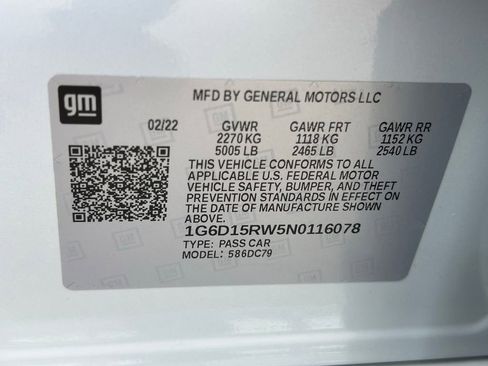 gm
MFD BY GENERAL MOTORS LLC
02/22 GVWR GAWR FRT GAWR RR
2270 KG 1118 KG 1152 KG
5005 LB 2465 LB 2540 LB
THIS VEHICLE CONFORMS TO ALL
APPLICABLE U.S. FEDERAL MOTOR
VEHICLE SAFETY, BUMPER, AND THEFT
PREVENTION STANDARDS IN EFFECT ON
THE DATE OF MANUFACTURE SHOWN
ABOVE.
1G6D15RW5N0116078
TYPE: PASS CAR
MODEL: 586DC79